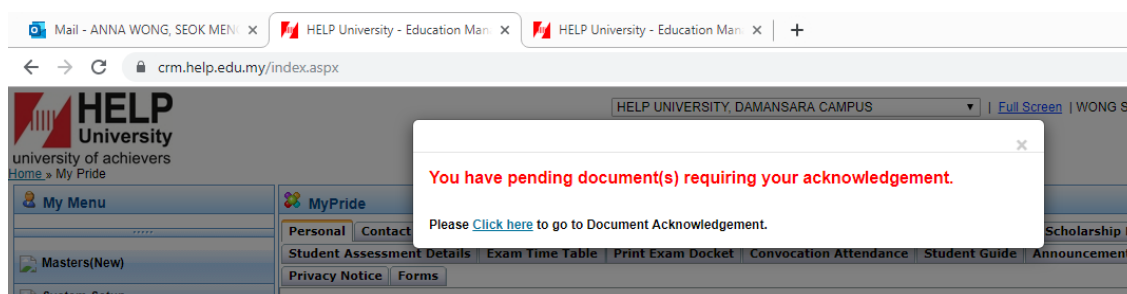 Mail - ANNA WONG, SEOK MEN
HELP University - Education Man
HELP University - Education Man
crm.help.edu.my/index.aspx
HELP
University
university of achievers
HELP UNIVERSITY, DAMANSARA CAMPUS | Full Screen | WONG S
Home » My Pride
You have pending document(s) requiring your acknowledgement.
Please Click here to go to Document Acknowledgement.
My Menu
Masters(New)
System Setup
MyPride
Personal Contact Scholarship
Student Assessment Details Exam Time Table Print Exam Docket Convocation Attendance Student Guide Announcement
Privacy Notice Forms